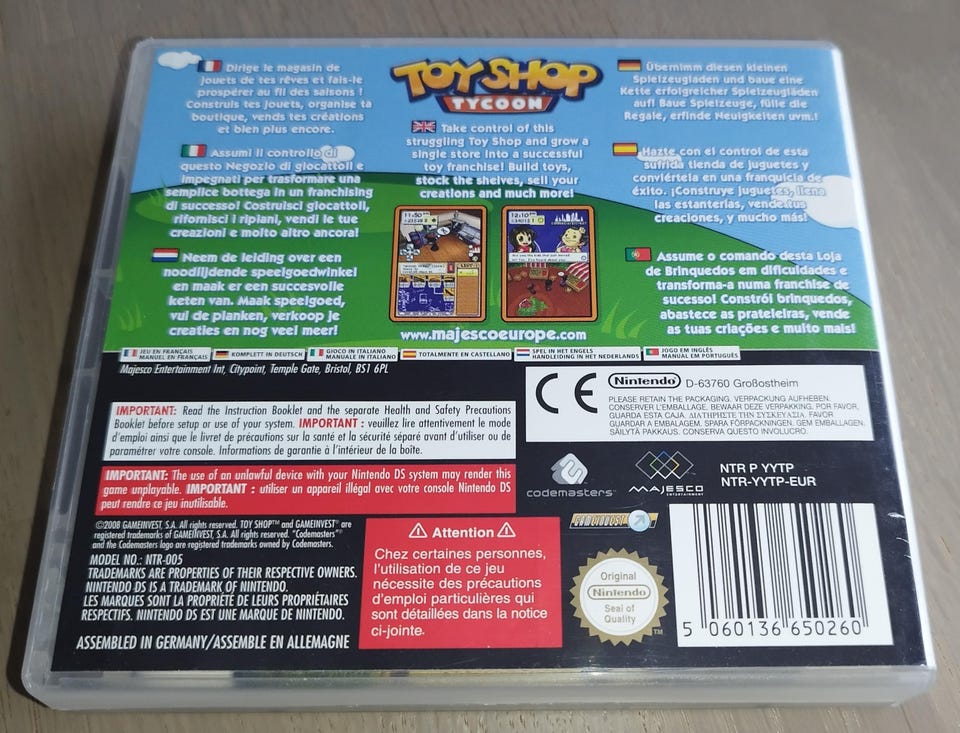 Dirige le magasin de
jouets de tes rêves et fais-le
prospérer au fil des saisons !
Construis tes jouets, organise ta
boutique, vends tes créations
et bien plus encore.
Assumi il controllo di
questo Negozio di giocattoli e
impegnati per trasformare una
semplice bottega in un franchising
di successo! Costruisci giocattoli,
rifornisci i ripiani, vendi le tue
creazioni e molto altro ancora!
Neem de leiding over een
noodlijdende speelgoedwinkel
en maak er een succesvolle
keten van. Maak speelgoed,
vul de planken, verkoop je
creaties en nog veel meer!
TOY SHOP
TYCOON
Take control of this
struggling Toy Shop and grow a
single store into a successful
toy franchise! Build toys,
stock the shelves, sell your
creations and much more!
www.majescoeurope.com
Übernimm diesen kleinen
Spielzeugladen und baue eine
Kette erfolgreicher Spielzeugläden
auf! Baue Spielzeuge, fülle die
Regale, erfinde Neuigkeiten uvm.!
Hazte con el control de esta
sufrida tienda de juguetes y
conviértela en una franquicia de
éxito. ¡Construye juguetes, llena
las estanterías, vende tus
creaciones, y mucho más!
Assume o comando desta Loja
de Brinquedos em dificuldades e
transforma-a numa franchise de
sucesso! Constrói brinquedos,
abastece as prateleiras, vende
as tuas criações e muito mais!
JEU EN FRANÇAIS
MANUEL EN FRANÇAIS
KOMPLETT IN DEUTSCH
GIOCO IN ITALIANO
MANUALE IN ITALIANO
TOTALMENTE EN CASTELLANO
SPEL IN HET ENGELS
HANDLEIDING IN HET NEDERLANDS
JOGO EM INGLÊS
MANUAL EM PORTUGUÊS
Majesco Entertainment Int, Citypoint, Temple Gate, Bristol, BS1 6PL
IMPORTANT: Read the Instruction Booklet and the separate Health and Safety Precautions
Booklet before setup or use of your system. IMPORTANT : veuillez lire attentivement le mode
d'emploi ainsi que le livret de précautions sur la santé et la sécurité séparé avant d'utiliser ou de
paramétrer votre console. Informations de garantie à l'intérieur de la boîte.
IMPORTANT: The use of an unlawful device with your Nintendo DS system may render this
game unplayable. IMPORTANT : utiliser un appareil illégal avec votre console Nintendo DS
peut rendre ce jeu inutilisable.
©2008 GAMEINVEST, S.A. All rights reserved. TOY SHOP™ and GAMEINVEST® are
registered trademarks of GAMEINVEST, S.A. All rights reserved. "Codemasters"®
and the Codemasters logo are registered trademarks owned by Codemasters.
MODEL NO.: NTR-005
TRADEMARKS ARE PROPERTIES OF THEIR RESPECTIVE OWNERS.
NINTENDO DS IS A TRADEMARK OF NINTENDO.
LES MARQUES SONT LA PROPRIÉTÉ DE LEURS PROPRIÉTAIRES
RESPECTIFS. NINTENDO DS EST UNE MARQUE DE NINTENDO.
ASSEMBLED IN GERMANY/ASSEMBLE EN ALLEMAGNE
Attention
Chez certaines personnes,
l'utilisation de ce jeu
nécessite des précautions
d'emploi particulières qui
sont détaillées dans la notice
ci-jointe.
CE
Nintendo D-63760 Großostheim
PLEASE RETAIN THE PACKAGING. VERPACKUNG AUFHEBEN.
CONSERVER L'EMBALLAGE. BEWAAR DEZE VERPAKKING, POR FAVOR,
GUARDA ESTA CAJA. ΔΙΑΤΗΡΗΣΤΕ ΤΗΝ ΣΥΣΚΕΥΑΣΙΑ. FAVOR
GUARDAR A EMBALAGEM. SPARA FÖRPACKNINGEN. GEM EMBALLAGEN.
SÄILYTÄ PAKKAUS. CONSERVA QUESTO INVOLUCRO.
codemasters
MAJESCO
ENTERTAINMENT
NTR P YYTP
NTR-YYTP-EUR
GAMEINVEST
Original
Nintendo
Seal of
Quality
TM
5 060136 650260